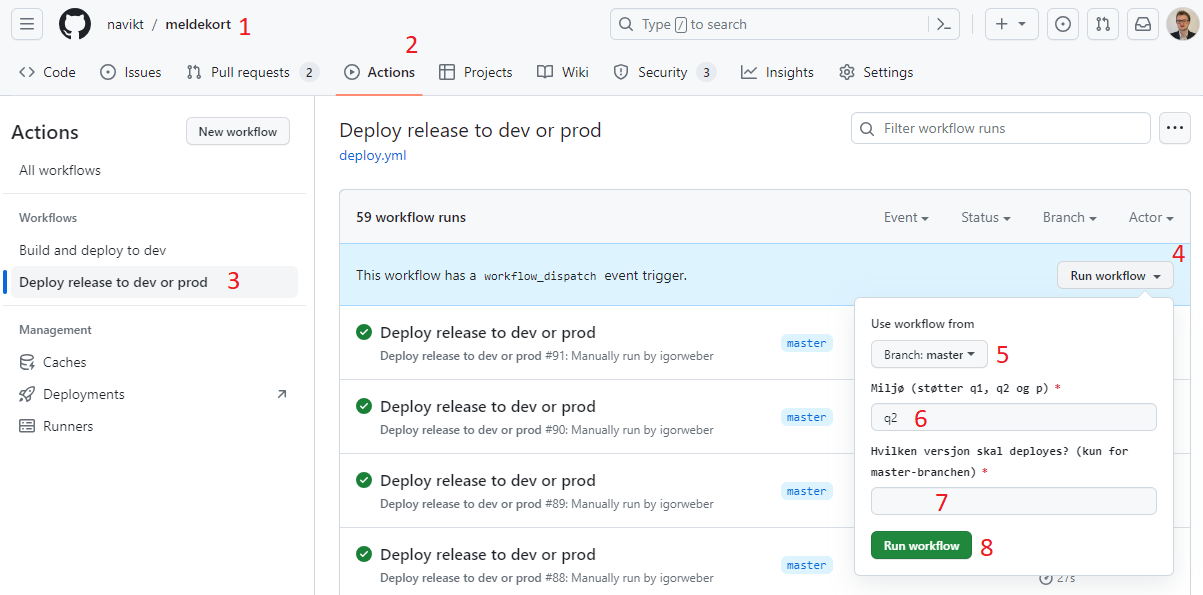 navikt / meldekort 1
Type / to search
2
Code
Issues
Pull requests 2
Actions
Projects
Wiki
Security 3
Insights
Settings
Actions
New workflow
All workflows
Workflows
Build and deploy to dev
Deploy release to dev or prod 3
Management
Caches
Deployments
Runners
Deploy release to dev or prod
deploy.yml
Filter workflow runs
59 workflow runs
Event
Status
Branch
Actor
This workflow has a workflow_dispatch event trigger.
4
Run workflow
Deploy release to dev or prod
Deploy release to dev or prod #91: Manually run by igorweber
master
Deploy release to dev or prod
Deploy release to dev or prod #90: Manually run by igorweber
master
Deploy release to dev or prod
Deploy release to dev or prod #89: Manually run by igorweber
master
Deploy release to dev or prod
Deploy release to dev or prod #88: Manually run by igorweber
master
27s
Use workflow from
Branch: master 5
Miljø (støtter q1, q2 og p) *
q2 6
Hvilken versjon skal deployes? (kun for
master-branchen) *
7
Run workflow 8